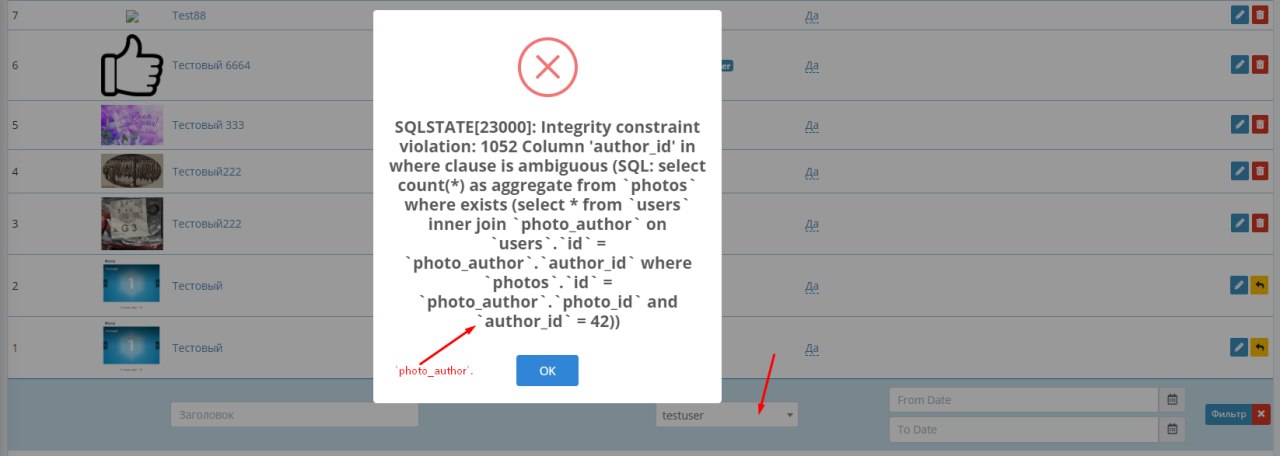 7 Test88 Да
6 Тестовый 6664 er Да
5 Тестовый 333 Да
4 Тестовый222 Да
3 Тестовый222 Да
2 Тестовый Да
1 Тестовый Да
SQLSTATE[23000]: Integrity constraint
violation: 1052 Column 'author_id' in
where clause is ambiguous (SQL: select
count(*) as aggregate from `photos`
where exists (select * from `users`
inner join `photo_author` on
`users`.`id` =
`photo_author`.`author_id` where
`photos`.`id` =
`photo_author`.`photo_id` and
`author_id` = 42))
`photo_author`.
OK
Заголовок
testuser
From Date
To Date
Фильтр